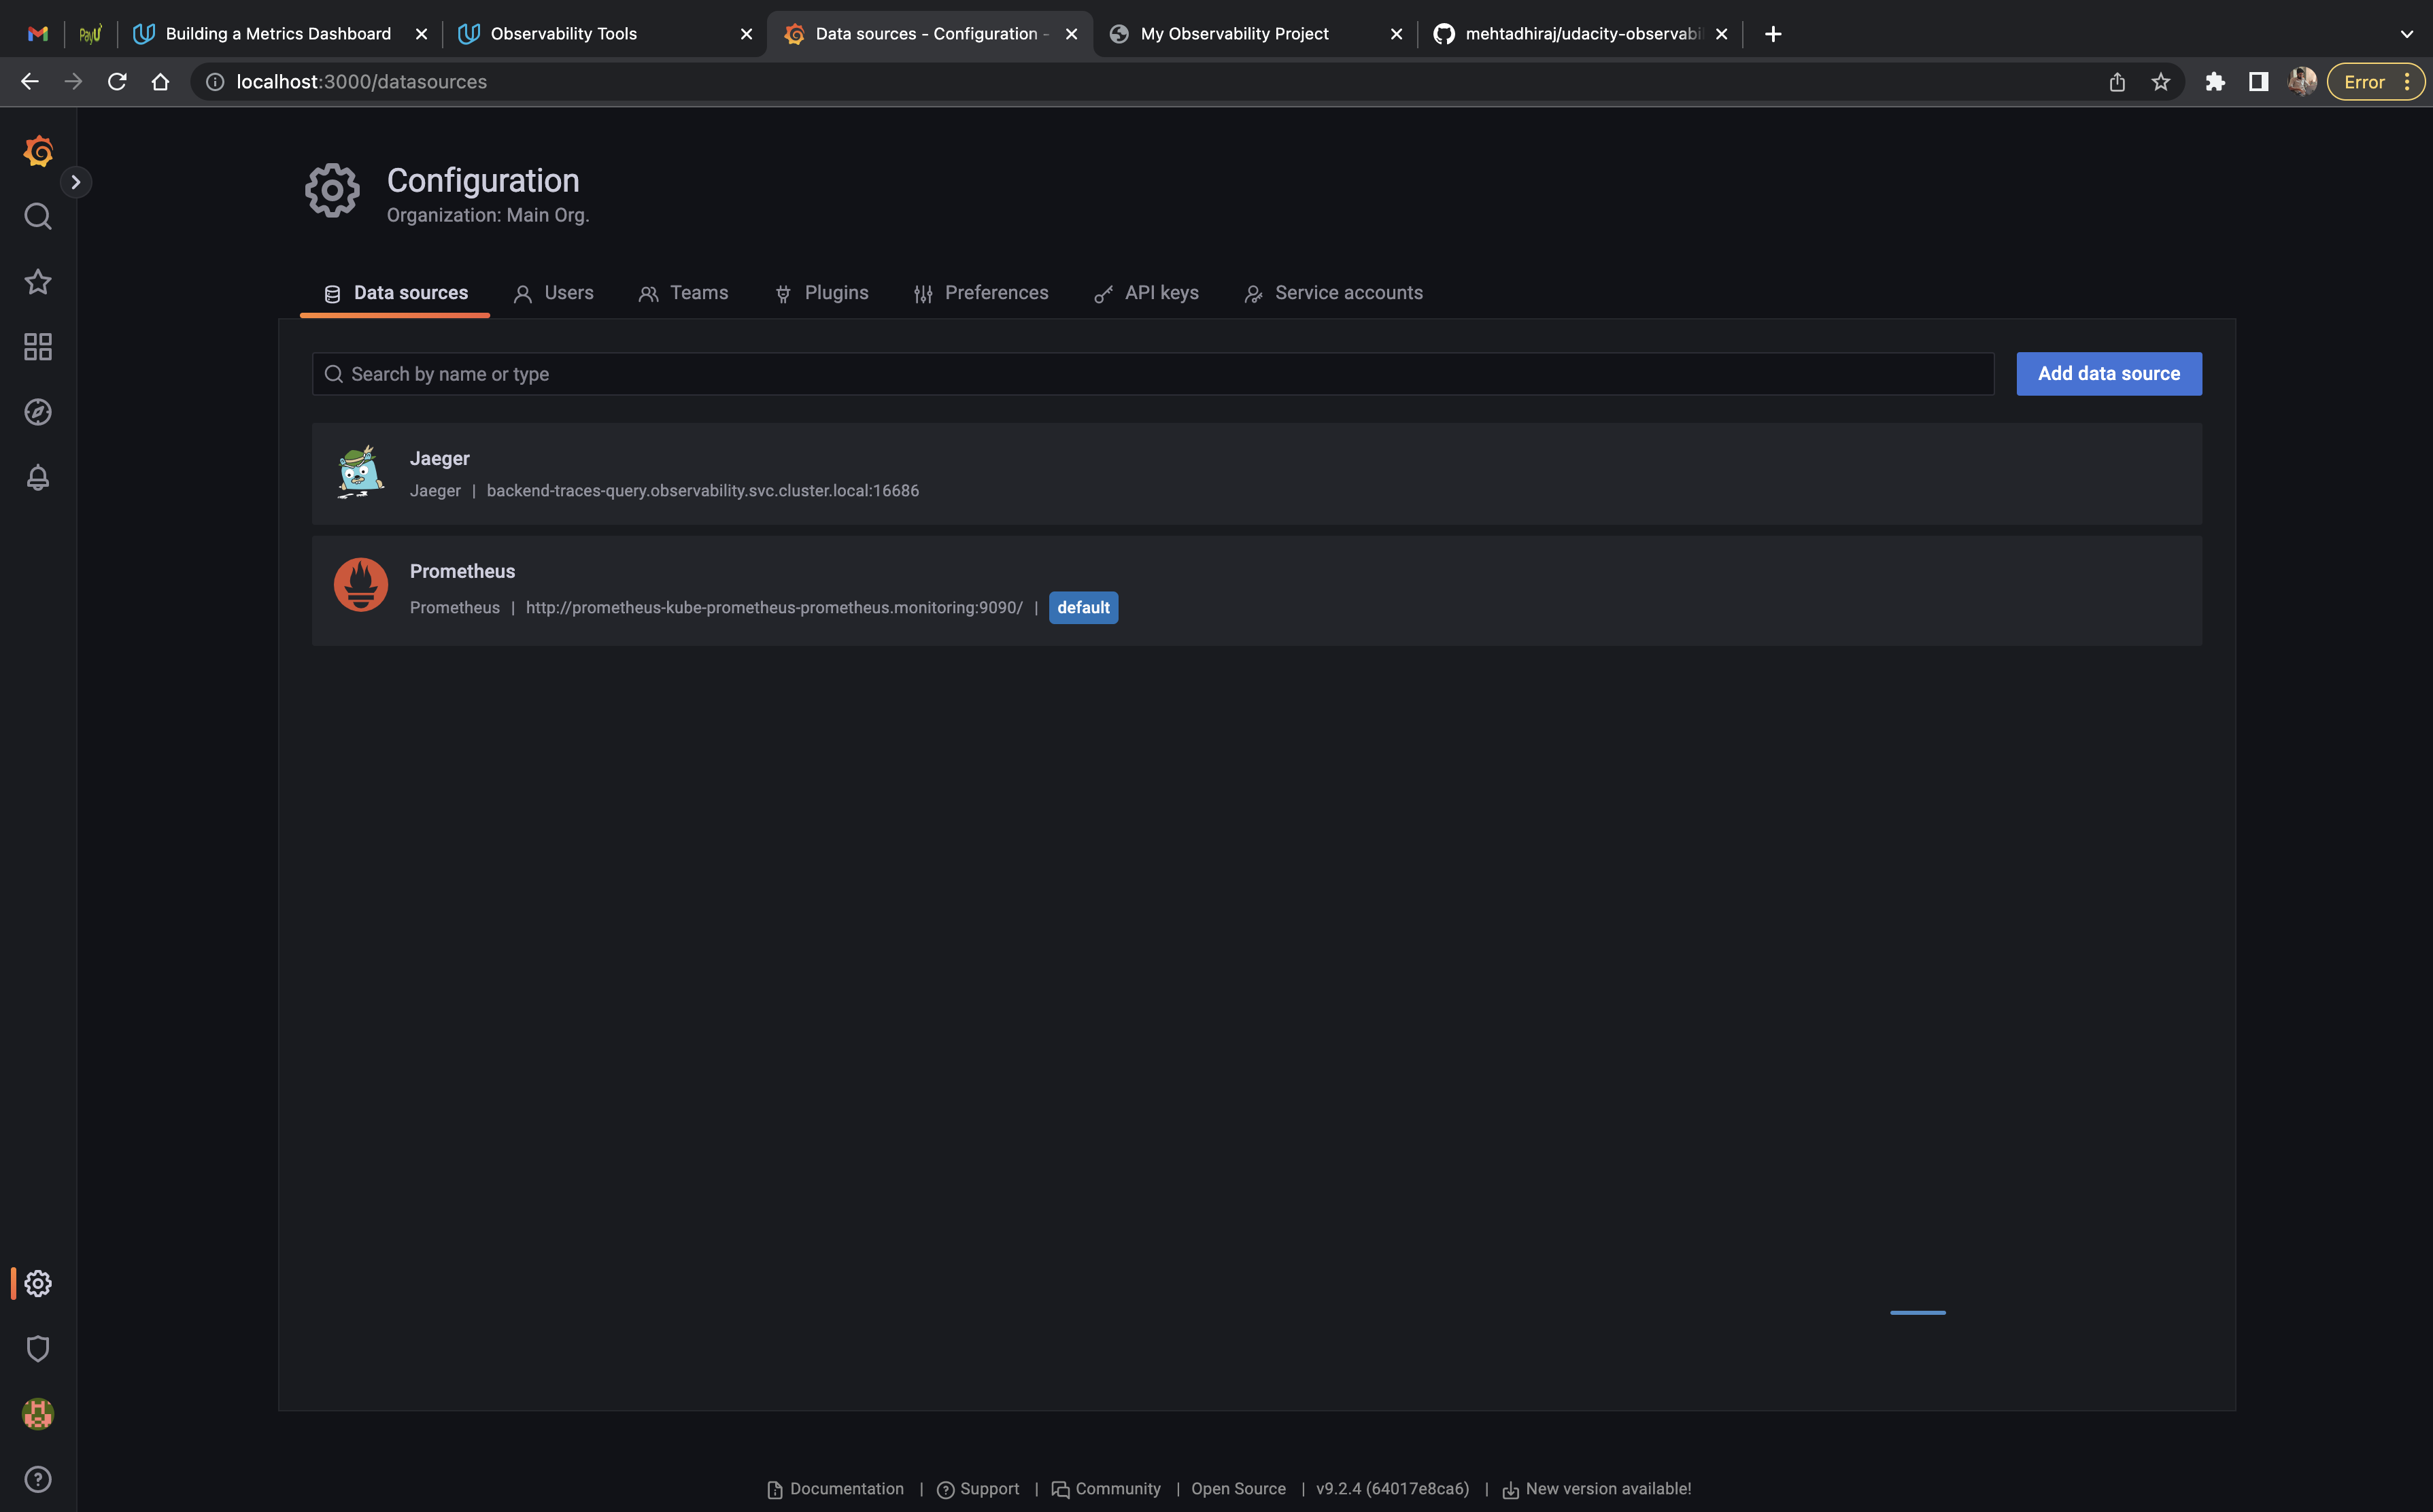 PayU
Building a Metrics Dashboard
Observability Tools
Data sources - Configuration -
My Observability Project
mehtadhiraj/udacity-observabil
localhost:3000/datasources
Error
Configuration
Organization: Main Org.
Data sources
Users
Teams
Plugins
Preferences
API keys
Service accounts
Search by name or type
Add data source
Jaeger
Jaeger | backend-traces-query.observability.svc.cluster.local:16686
Prometheus
Prometheus | http://prometheus-kube-prometheus-prometheus.monitoring:9090/ | default
Documentation | Support | Community | Open Source | v9.2.4 (64017e8ca6) | New version available!